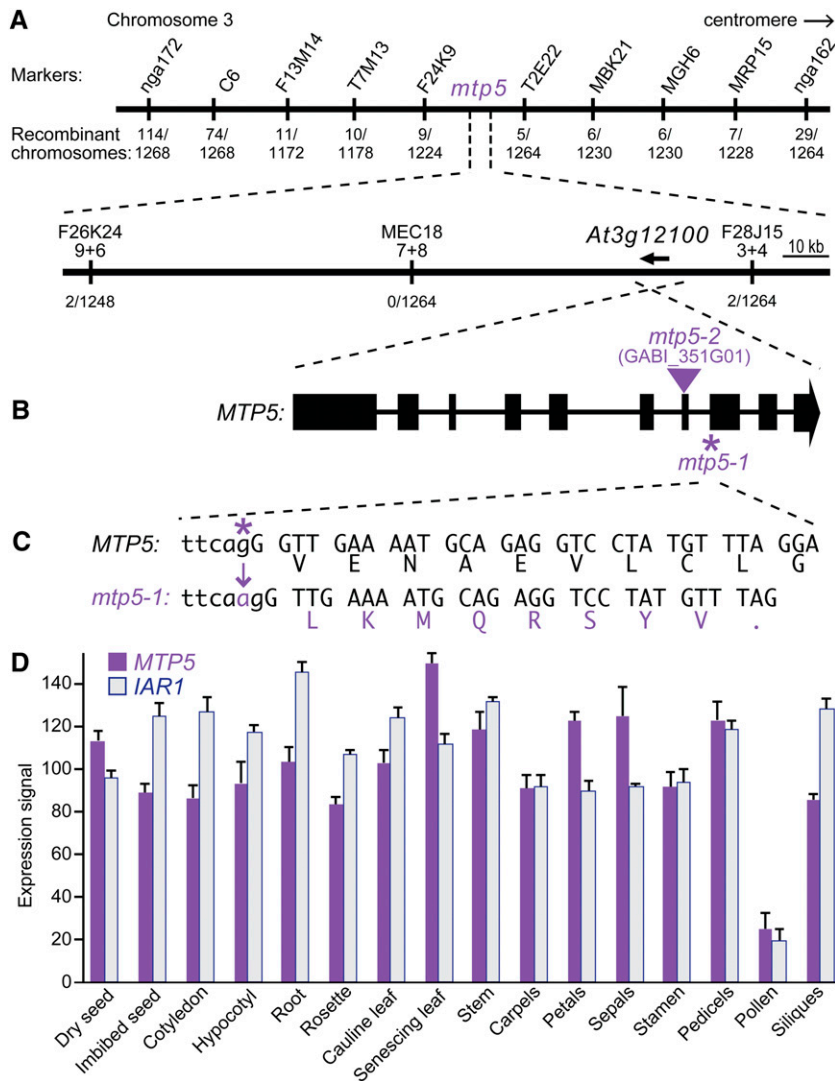 A
Chromosome 3
centromere →
Markers:
nga172
C6
F13M14
T7M13
F24K9
mtp5
T2E22
MBK21
MGH6
MRP15
nga162
Recombinant chromosomes:
114/1268
74/1268
11/1172
10/1178
9/1224
5/1264
6/1230
6/1230
7/1228
29/1264
F26K24
9+6
MEC18
7+8
At3g12100
F28J15
3+4
10 kb
2/1248
0/1264
2/1264
mtp5-2
(GABI_351G01)
B
MTP5:
*
mtp5-1
C
*
MTP5: ttcagG GTT GAA AAT GCA GAG GTC CTA TGT TTA GGA
V E N A E V L C L G
mtp5-1: ttcaagG TTG AAA ATG CAG AGG TCC TAT GTT TAG
L K M Q R S Y V .
D
MTP5
IAR1
Expression signal
140
120
100
80
60
40
20
0
Dry seed
Imbibed seed
Cotyledon
Hypocotyl
Root
Rosette
Cauline leaf
Senescing leaf
Stem
Carpels
Petals
Sepals
Stamen
Pedicels
Pollen
Siliques